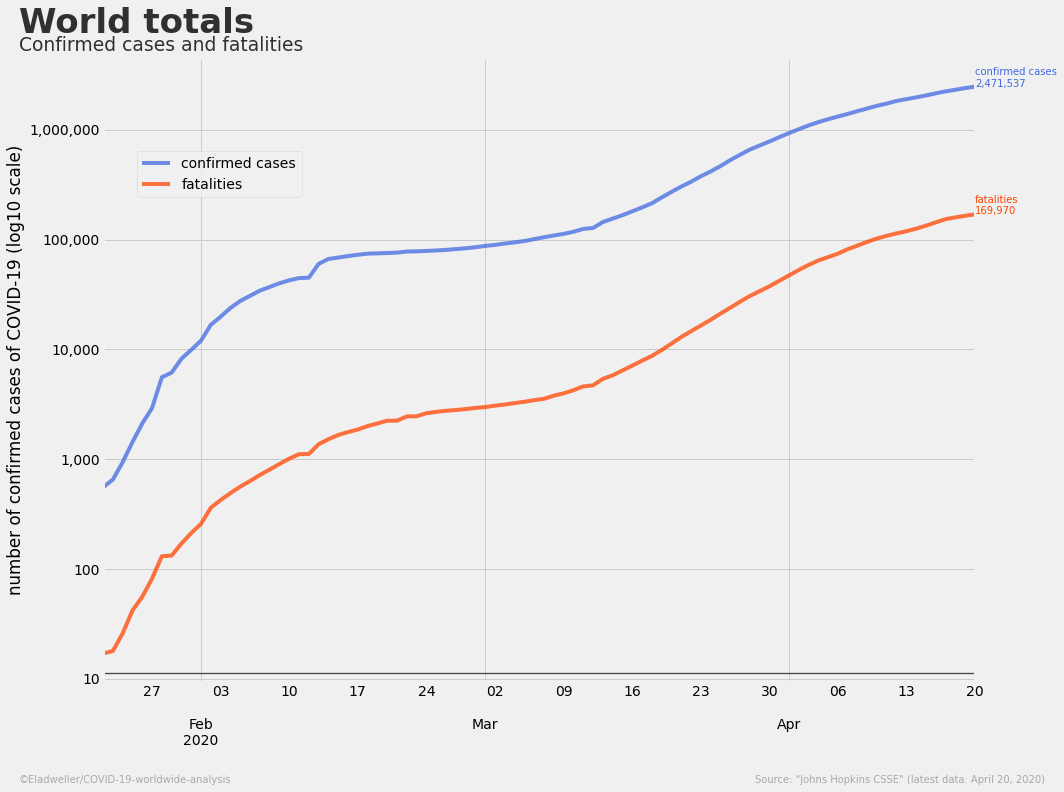 World totals
Confirmed cases and fatalities
confirmed cases
2,471,537
1,000,000
confirmed cases
fatalities
fatalities
169,970
100,000
number of confirmed cases of COVID-19 (log10 scale)
10,000
1,000
100
10
27 03 10 17 24 02 09 16 23 30 06 13 20
Feb Mar Apr
2020
©Eladweller/COVID-19-worldwide-analysis
Source: "Johns Hopkins CSSE" (latest data: April 20, 2020)